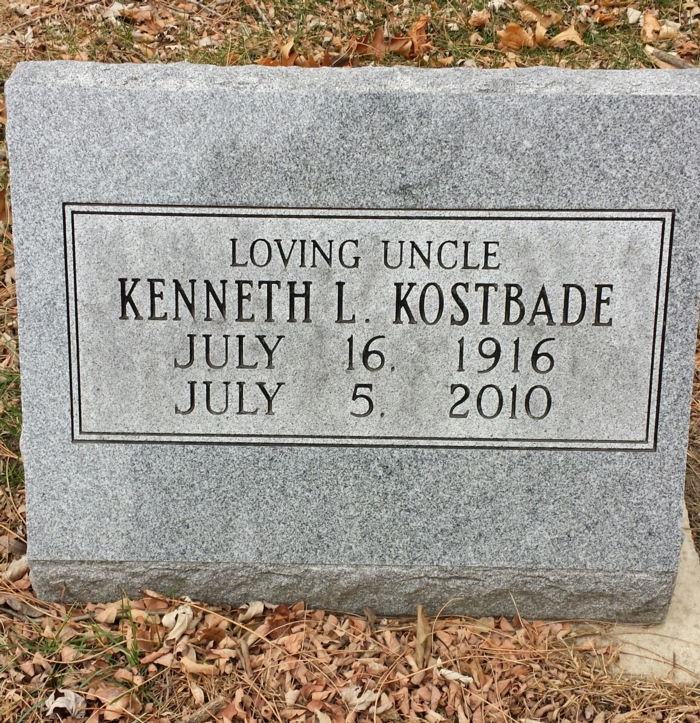 LOVING UNCLE
KENNETH L. KOSTBADE
JULY 16, 1916
JULY 5, 2010